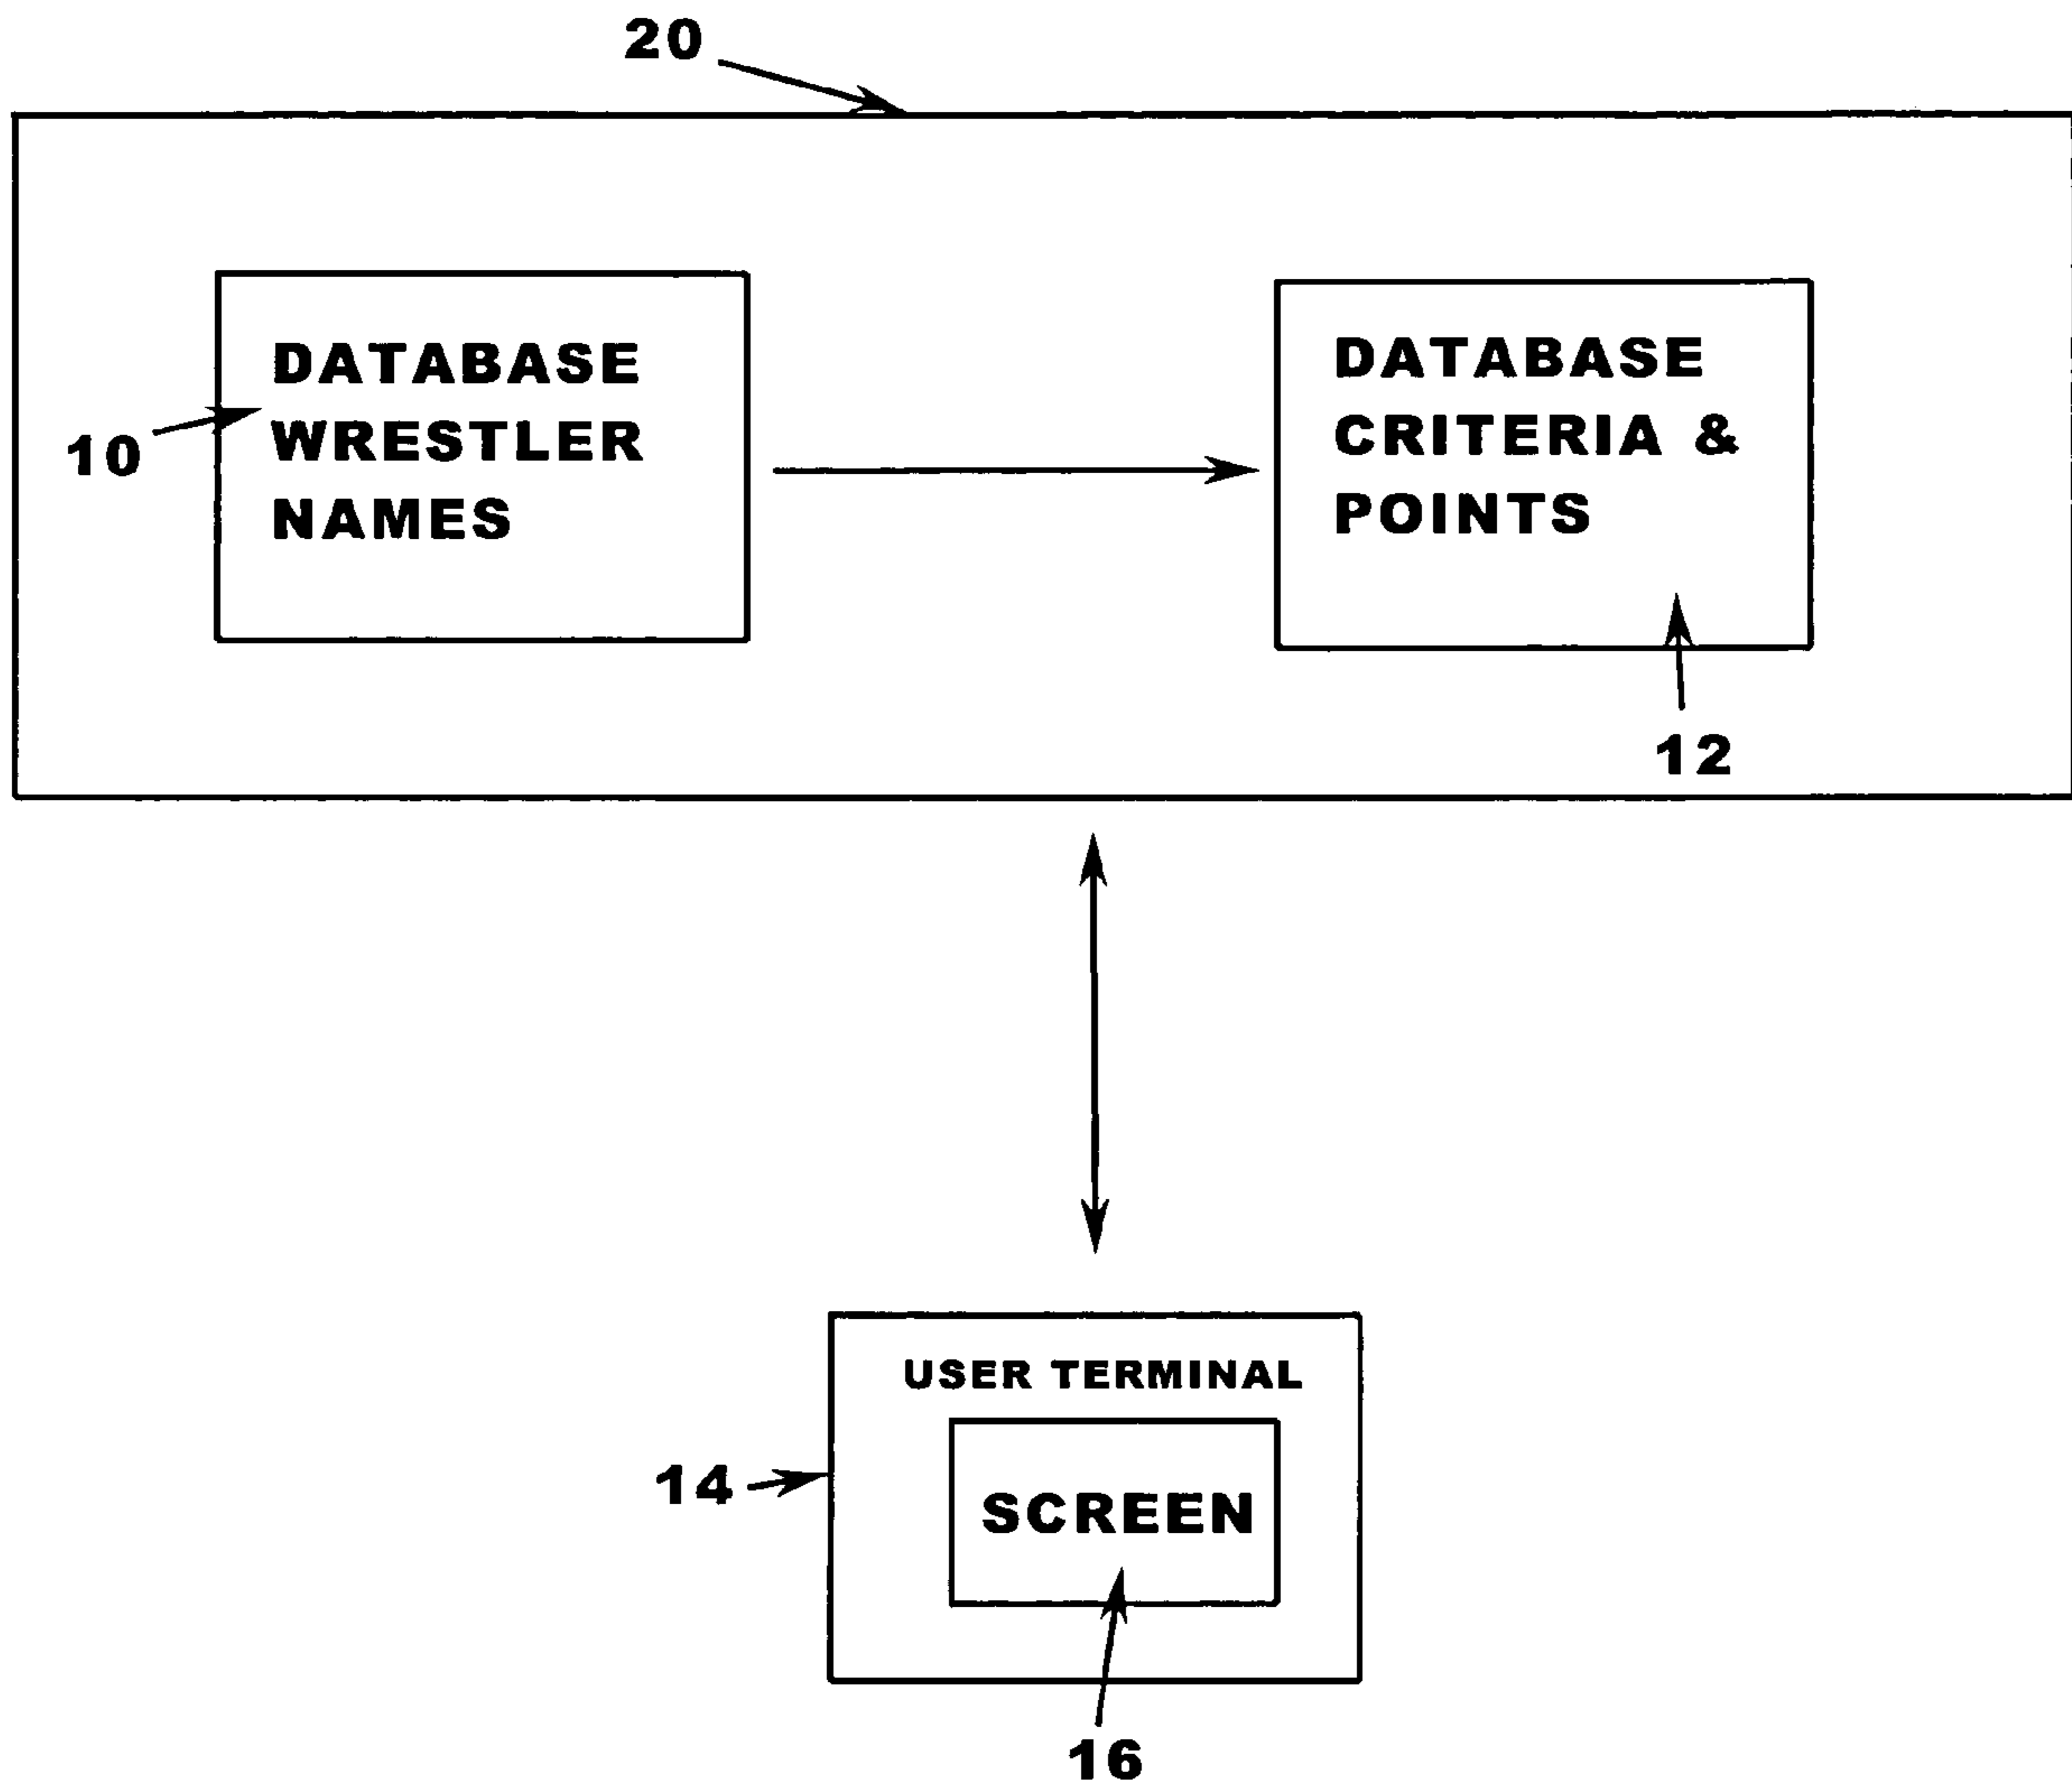 20
DATABASE
WRESTLER
NAMES
10
DATABASE
CRITERIA &
POINTS
12
USER TERMINAL
14
SCREEN
16